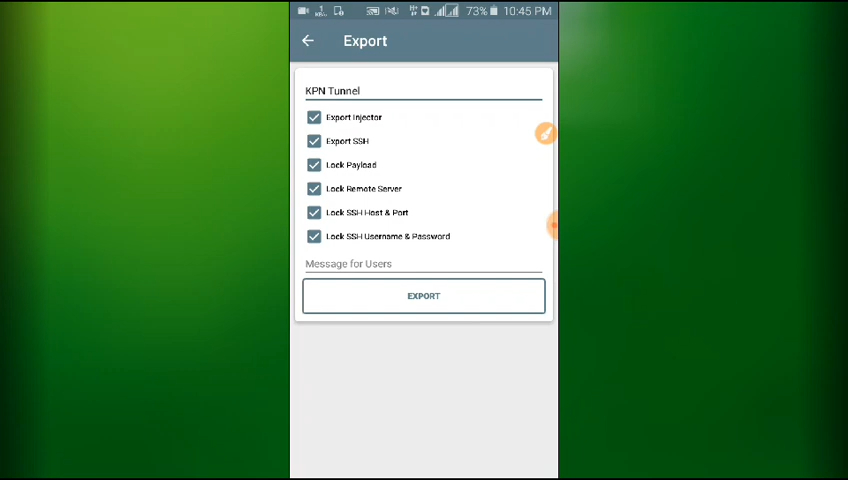 73% 10:45 PM
Export
KPN Tunnel
Export Injector
Export SSH
Lock Payload
Lock Remote Server
Lock SSH Host & Port
Lock SSH Username & Password
Message for Users
EXPORT